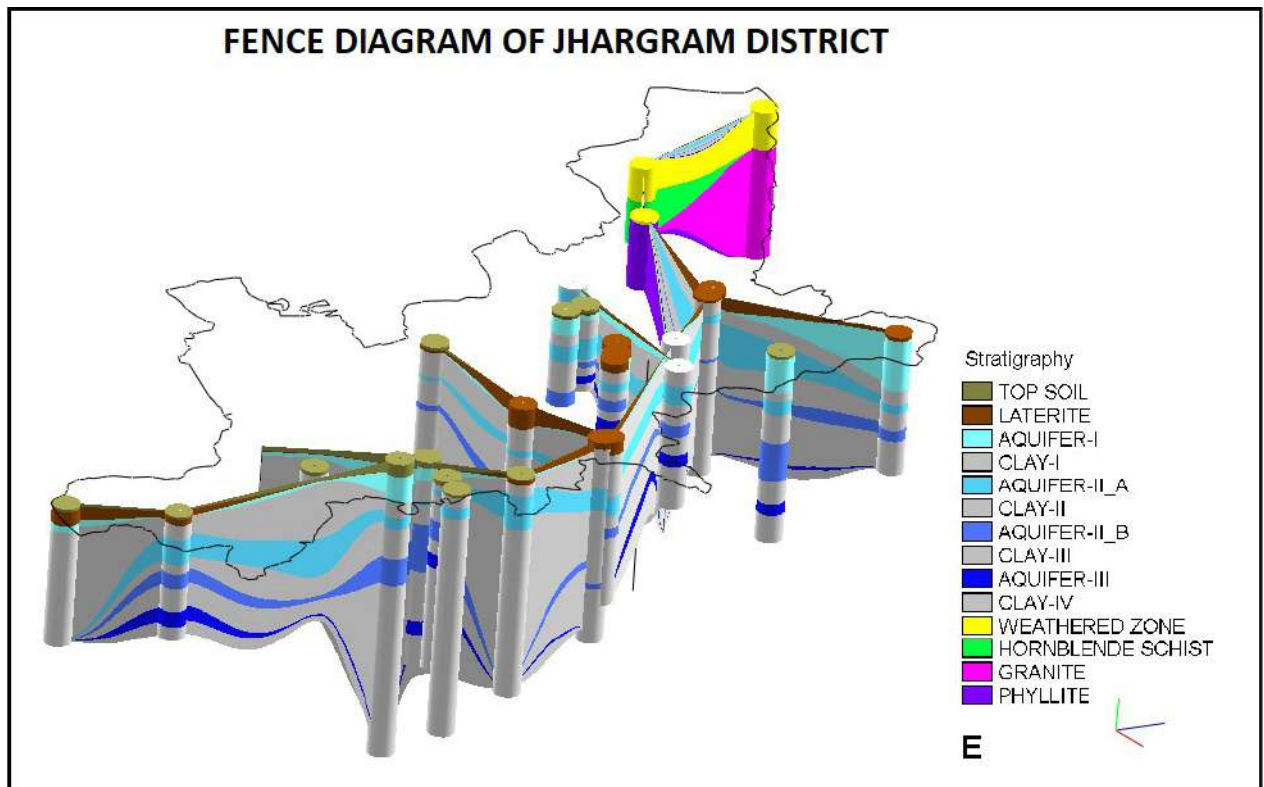 FENCE DIAGRAM OF JHARGRAM DISTRICT
Stratigraphy
TOP SOIL
LATERITE
AQUIFER-I
CLAY-I
AQUIFER-II_A
CLAY-II
AQUIFER-II_B
CLAY-III
AQUIFER-III
CLAY-IV
WEATHERED ZONE
HORNBLENDE SCHIST
GRANITE
PHYLLITE
E